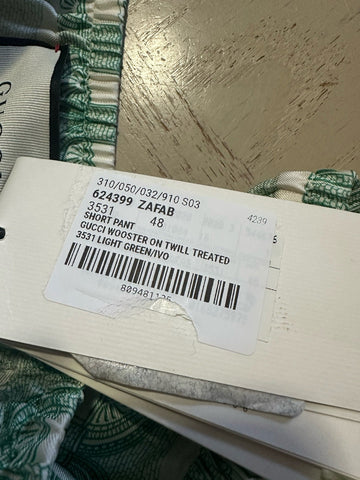 GUCCI
310/050/032/910 S03
624399 ZAFAB 4239
3531 48
SHORT PANT
GUCCI WOOSTER ON TWILL TREATED
3531 LIGHT GREEN/IVO